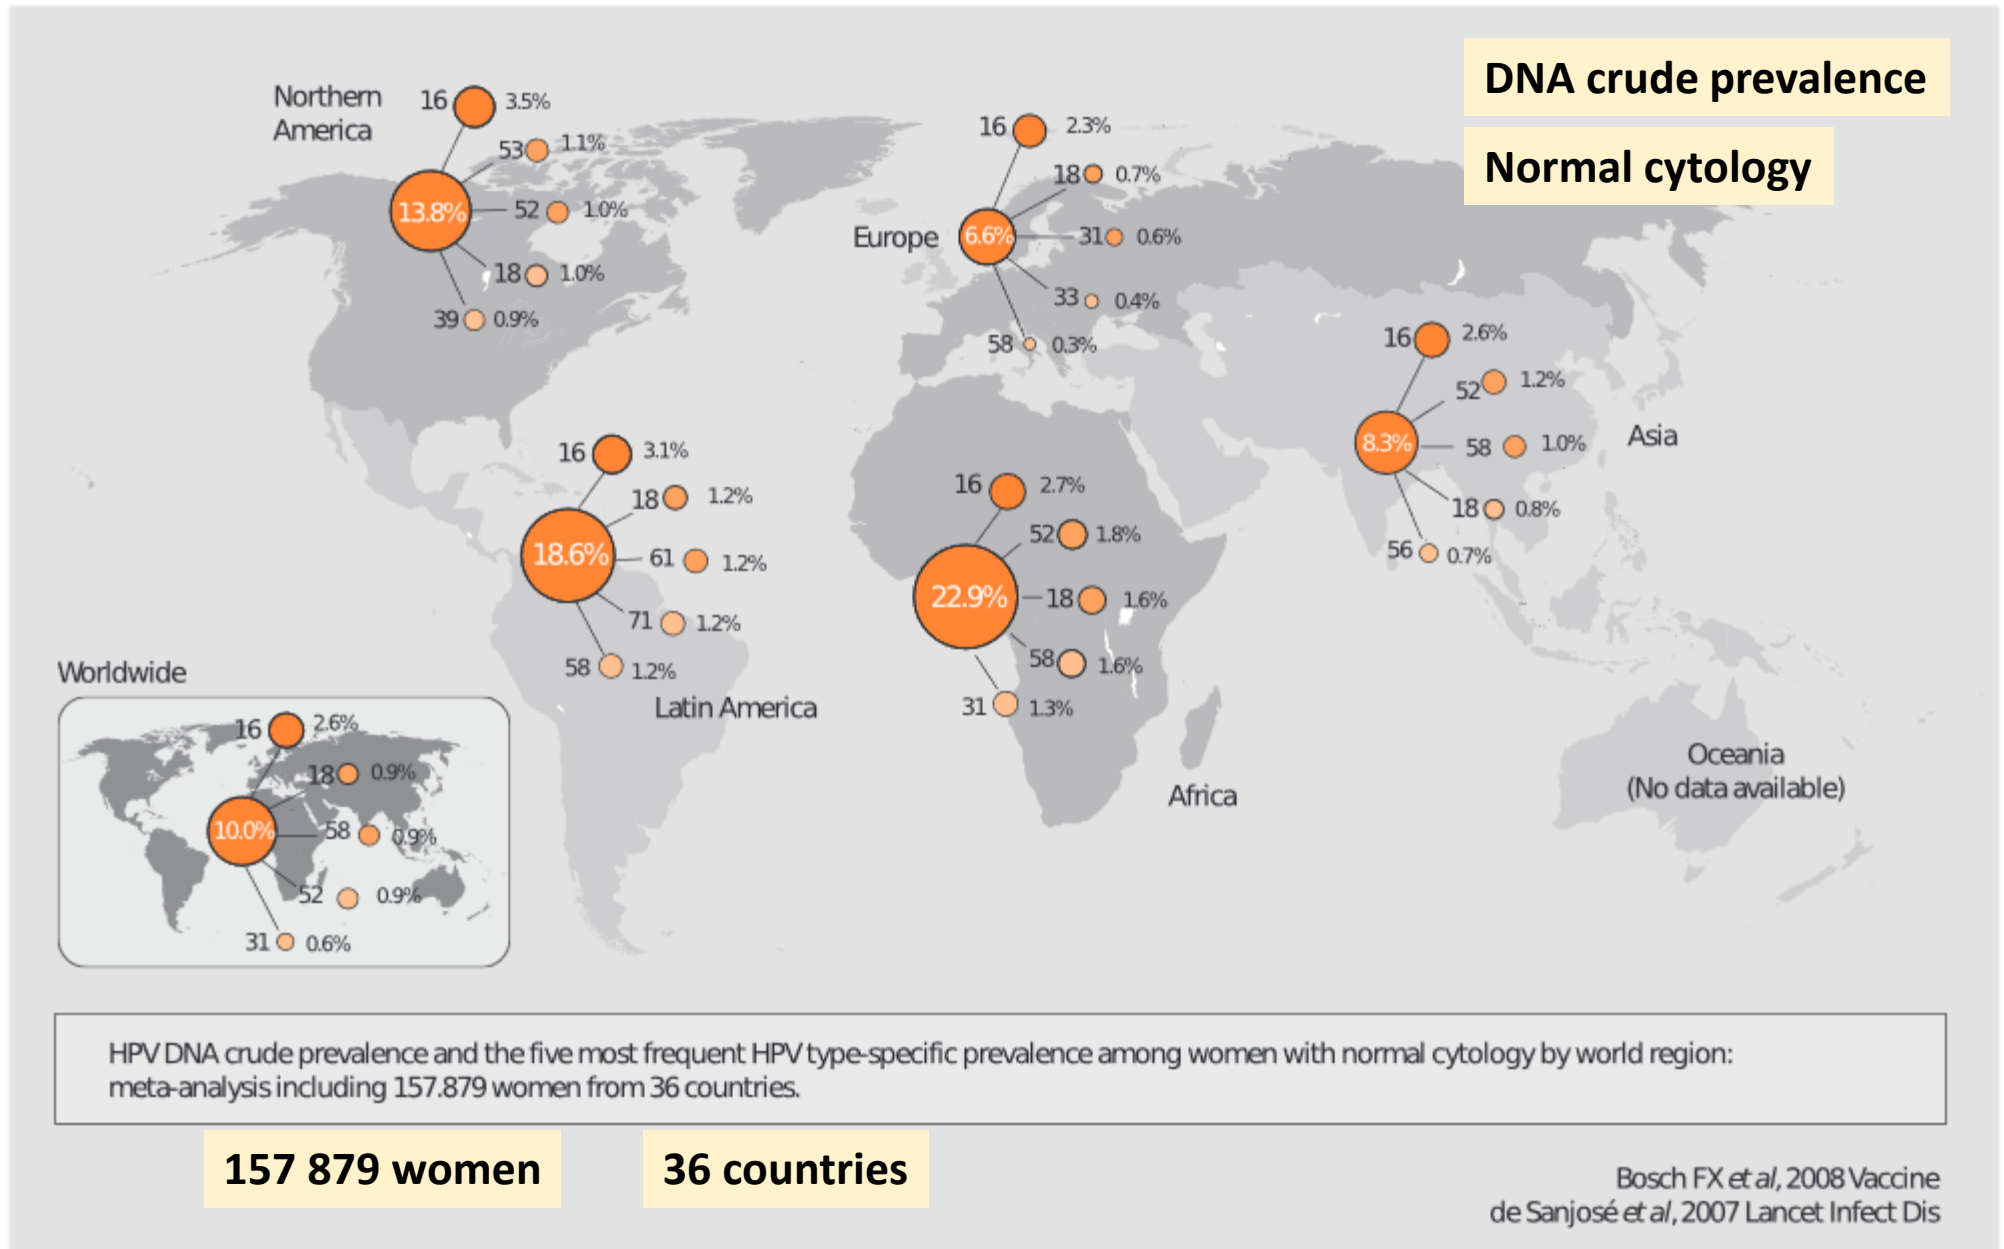 DNA crude prevalence
Normal cytology
Northern
America
16 3.5%
53 1.1%
13.8%
52 1.0%
18 1.0%
39 0.9%
Europe
16 2.3%
18 0.7%
6.6%
31 0.6%
33 0.4%
58 0.3%
Asia
16 2.6%
52 1.2%
8.3%
58 1.0%
18 0.8%
56 0.7%
Latin America
16 3.1%
18 1.2%
18.6%
61 1.2%
71 1.2%
58 1.2%
Africa
16 2.7%
52 1.8%
22.9%
18 1.6%
58 1.6%
31 1.3%
Oceania
(No data available)
Worldwide
16 2.6%
18 0.9%
10.0%
58 0.9%
52 0.9%
31 0.6%
HPV DNA crude prevalence and the five most frequent HPV type-specific prevalence among women with normal cytology by world region:
meta-analysis including 157.879 women from 36 countries.
157 879 women
36 countries
Bosch FX et al, 2008 Vaccine
de Sanjosé et al, 2007 Lancet Infect Dis